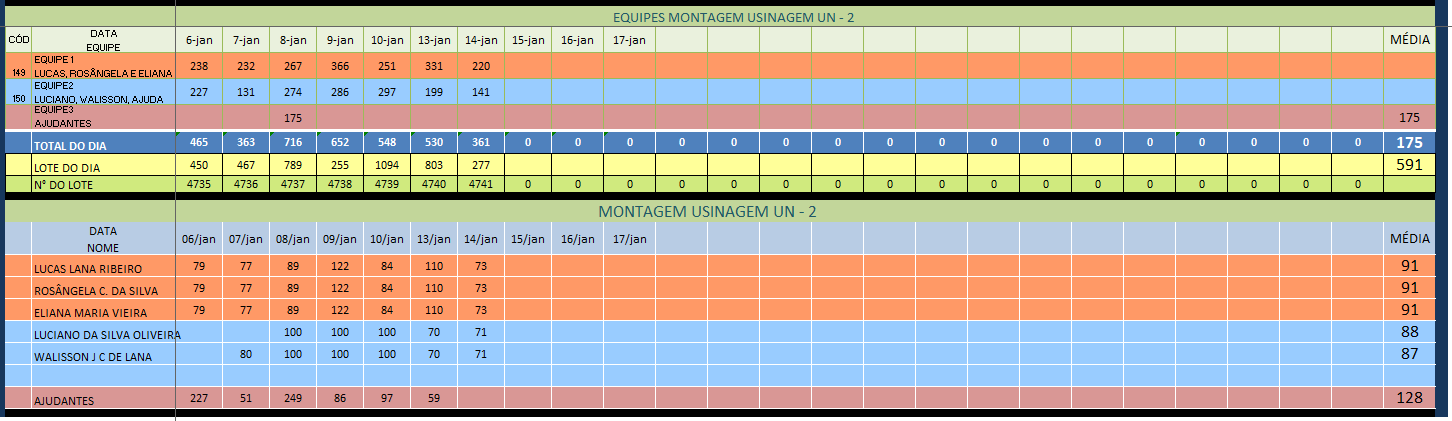 EQUIPES MONTAGEM USINAGEM UN - 2
CÓD DATA EQUIPE 6-jan 7-jan 8-jan 9-jan 10-jan 13-jan 14-jan 15-jan 16-jan 17-jan MÉDIA
EQUIPE 1
149 LUCAS, ROSÂNGELA E ELIANA 238 232 267 366 251 331 220
EQUIPE2
150 LUCIANO, WALISSON, AJUDA 227 131 274 286 297 199 141
EQUIPE3
AJUDANTES 175 175
TOTAL DO DIA 465 363 716 652 548 530 361 0 0 0 0 0 0 0 0 0 0 0 0 0 0 0 0 0 175
LOTE DO DIA 450 467 789 255 1094 803 277 591
N° DO LOTE 4735 4736 4737 4738 4739 4740 4741 0 0 0 0 0 0 0 0 0 0 0 0 0 0 0 0 0
MONTAGEM USINAGEM UN - 2
DATA
NOME 06/jan 07/jan 08/jan 09/jan 10/jan 13/jan 14/jan 15/jan 16/jan 17/jan MÉDIA
LUCAS LANA RIBEIRO 79 77 89 122 84 110 73 91
ROSÂNGELA C. DA SILVA 79 77 89 122 84 110 73 91
ELIANA MARIA VIEIRA 79 77 89 122 84 110 73 91
LUCIANO DA SILVA OLIVEIRA 100 100 100 70 71 88
WALISSON J C DE LANA 80 100 100 100 70 71 87
AJUDANTES 227 51 249 86 97 59 128